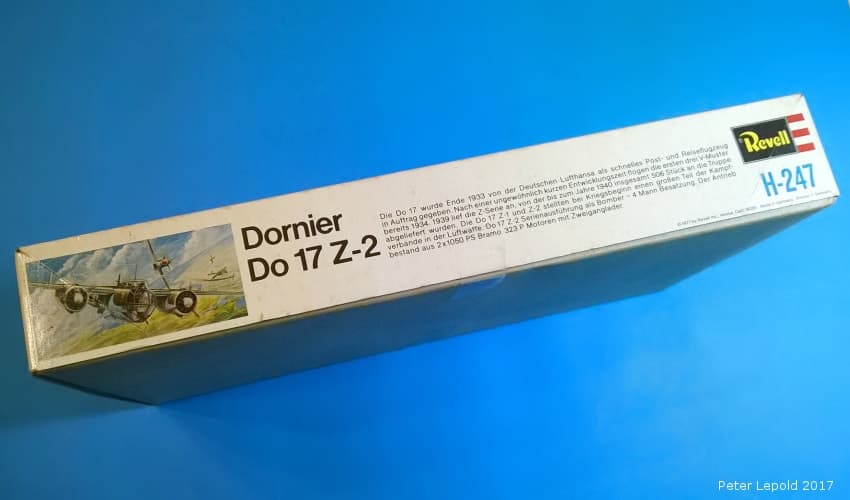 Dornier
Do 17 Z-2
Die Do 17 wurde Ende 1933 von der Deutschen Lufthansa als schnelles Post- und Reiseflugzeug
in Auftrag gegeben. Nach einer ungewöhnlich kurzen Entwicklungszeit flogen die ersten drei V-Muster
bereits 1934. 1939 lief die Z-Serie an, von der bis zum Jahre 1940 insgesamt 506 Stück an die Truppe
abgeliefert wurden. Die Do 17 Z-1 und Z-2 stellten bei Kriegsbeginn einen großen Teil der Kampf-
verbände in der Luftwaffe. Do 17 Z-2 Serienausführung als Bomber – 4 Mann Besatzung. Der Antrieb
bestand aus 2x1060 PS Bramo 323 P Motoren mit Zweiganglader.
Revell
H-247
Peter Lepold 2017